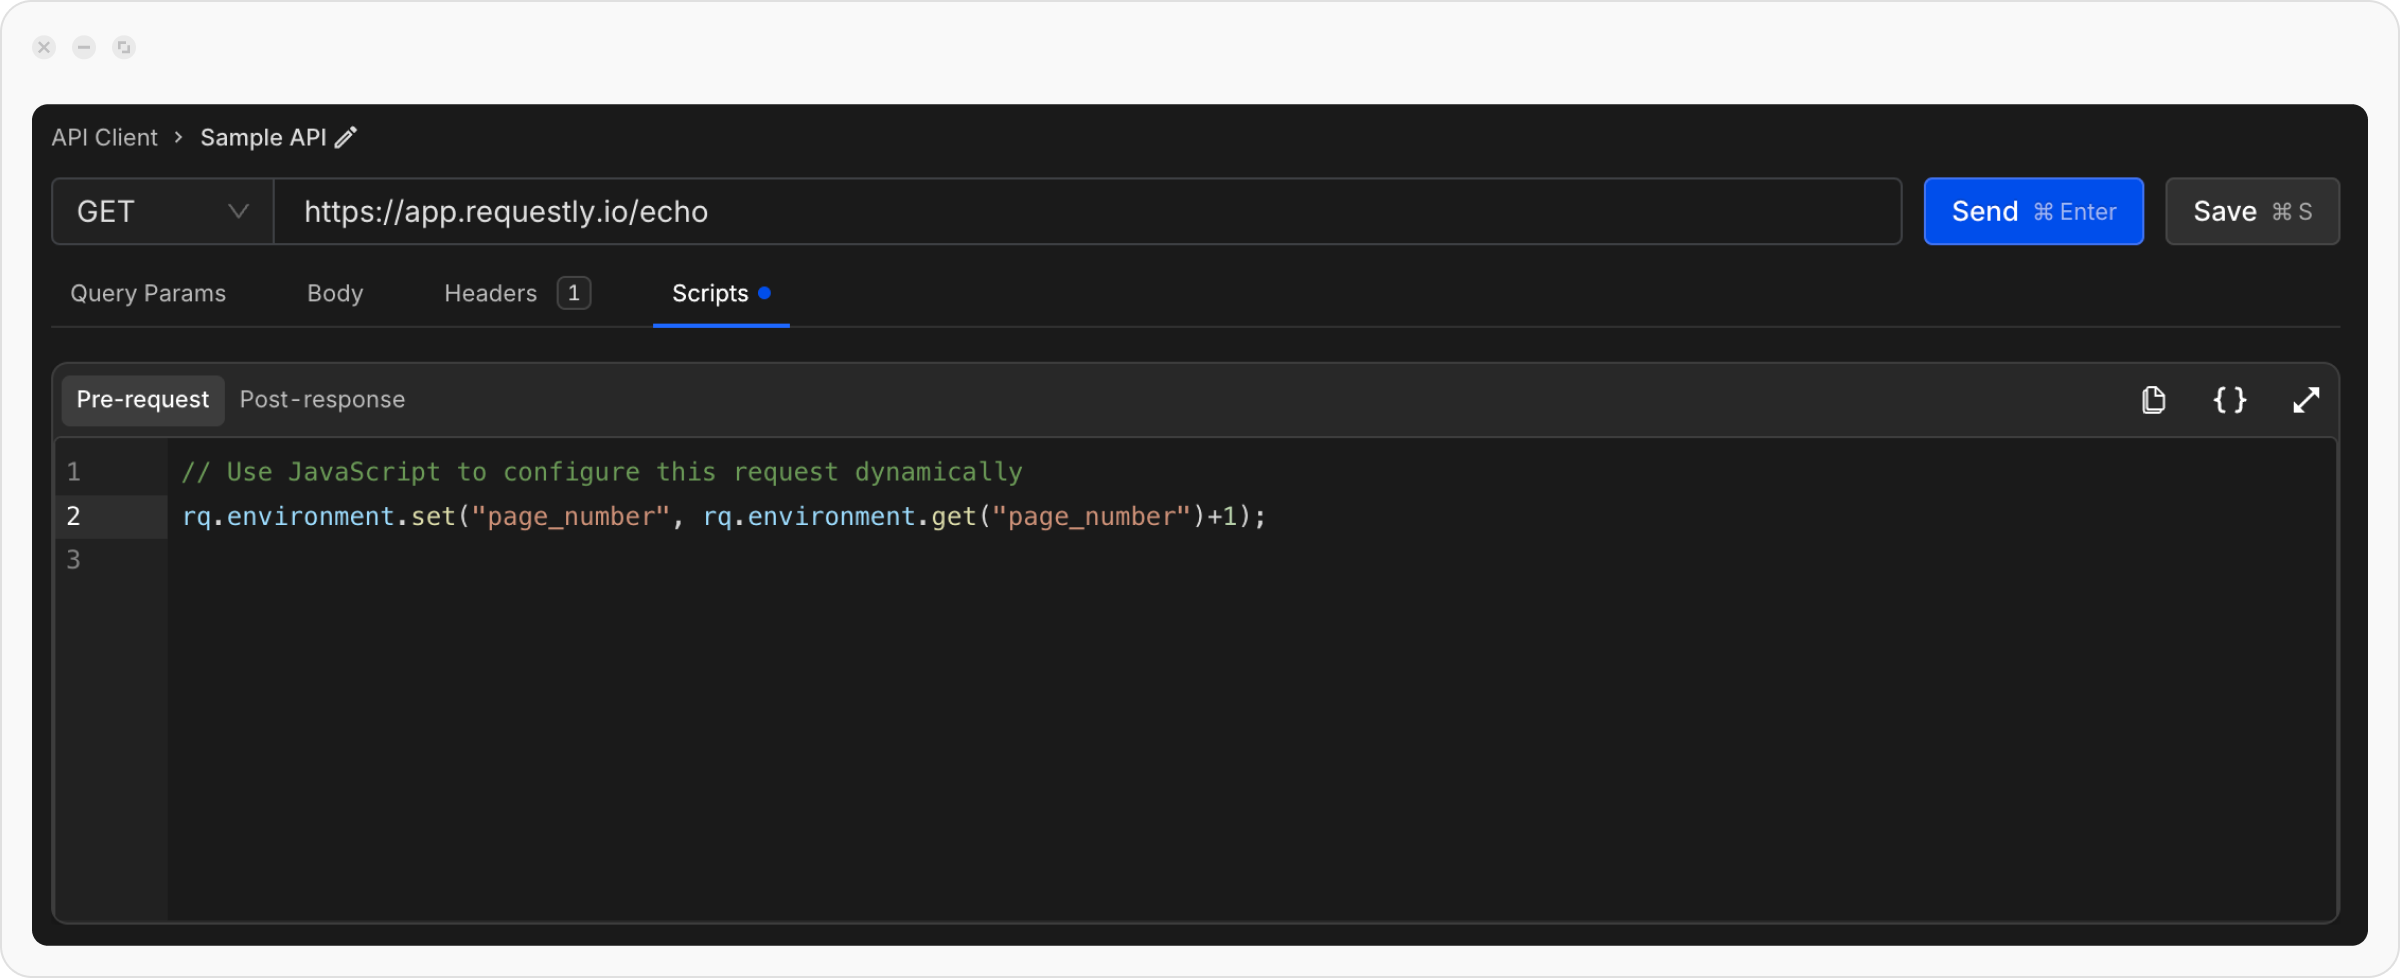 API Client > Sample API
GET https://app.requestly.io/echo Send ⌘ Enter Save ⌘ S
Query Params Body Headers 1 Scripts
Pre-request Post-response { }
1 // Use JavaScript to configure this request dynamically
2 rq.environment.set("page_number", rq.environment.get("page_number")+1);
3